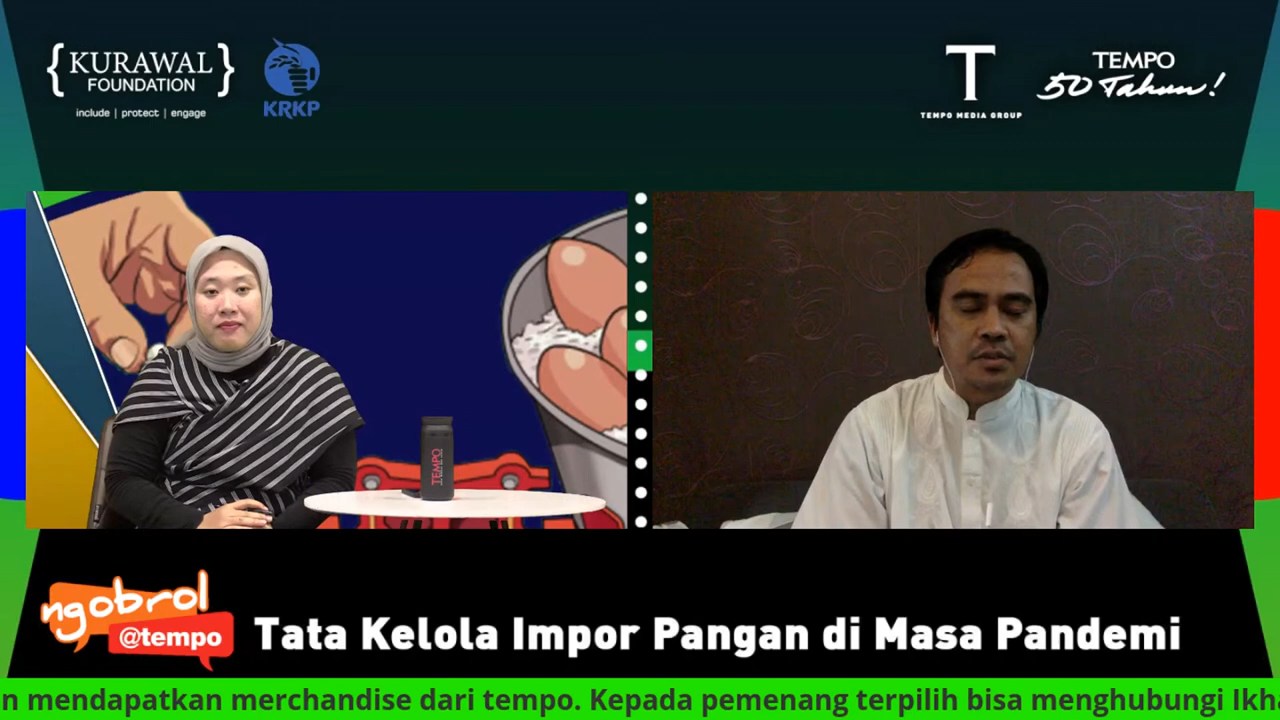 { KURAWAL }
FOUNDATION
include | protect | engage
KRKP
T
TEMPO MEDIA GROUP
TEMPO
50 Tahun!
TEMPO
ngobrol
@tempo
Tata Kelola Impor Pangan di Masa Pandemi
n mendapatkan merchandise dari tempo. Kepada pemenang terpilih bisa menghubungi Ikh